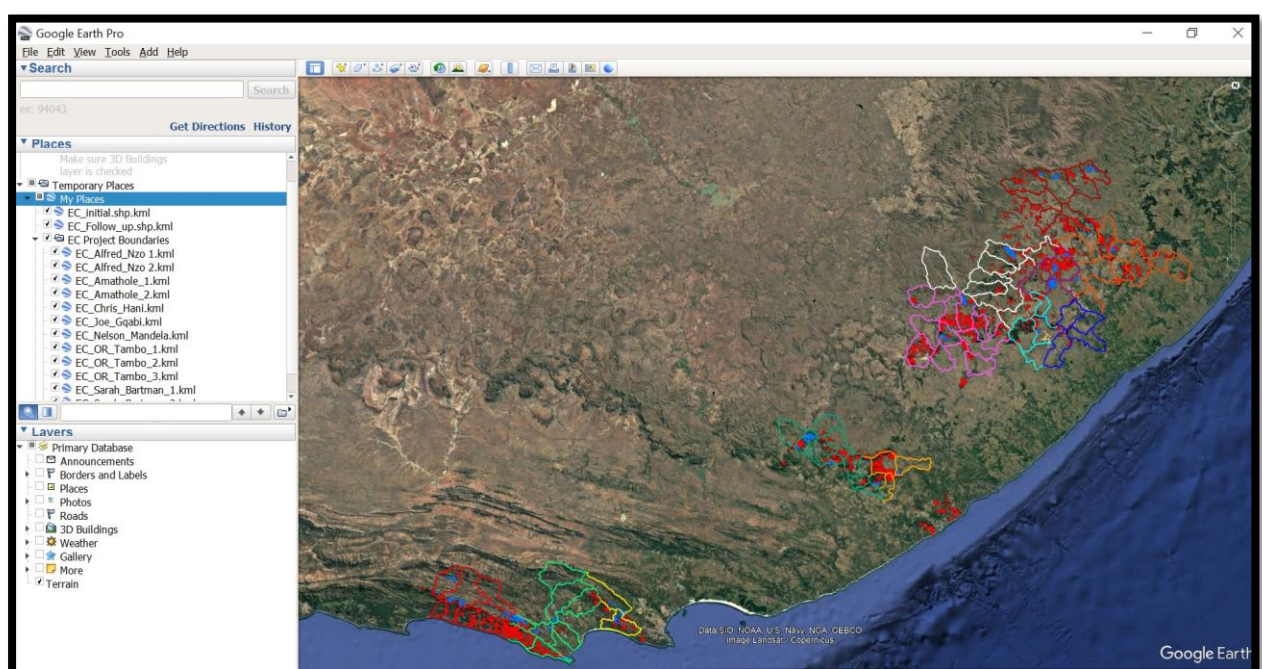 Google Earth Pro
File Edit View Tools Add Help
Search
Search
ex: 94043
Get Directions History
Places
Make sure 3D Buildings
layer is checked
Temporary Places
My Places
EC_initial.shp.kml
EC_Follow_up.shp.kml
EC Project Boundaries
EC_Alfred_Nzo 1.kml
EC_Alfred_Nzo 2.kml
EC_Amathole_1.kml
EC_Amathole_2.kml
EC_Chris_Hani.kml
EC_Joe_Gqabi.kml
EC_Nelson_Mandela.kml
EC_OR_Tambo_1.kml
EC_OR_Tambo_2.kml
EC_OR_Tambo_3.kml
EC_Sarah_Bartman_1.kml
Layers
Primary Database
Announcements
Borders and Labels
Places
Photos
Roads
3D Buildings
Weather
Gallery
More
Terrain
Data SIO, NOAA, U.S. Navy, NGA, GEBCO
Image Landsat / Copernicus
Google Earth